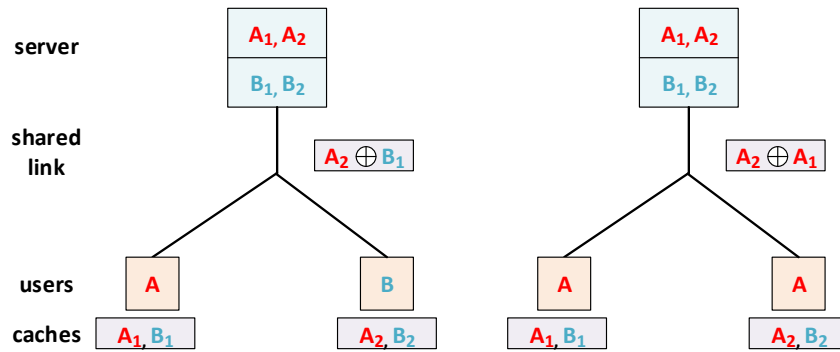 server
A1, A2
B1, B2
A1, A2
B1, B2
shared
link
A2 ⊕ B1
A2 ⊕ A1
users
A
B
A
A
caches
A1, B1
A2, B2
A1, B1
A2, B2